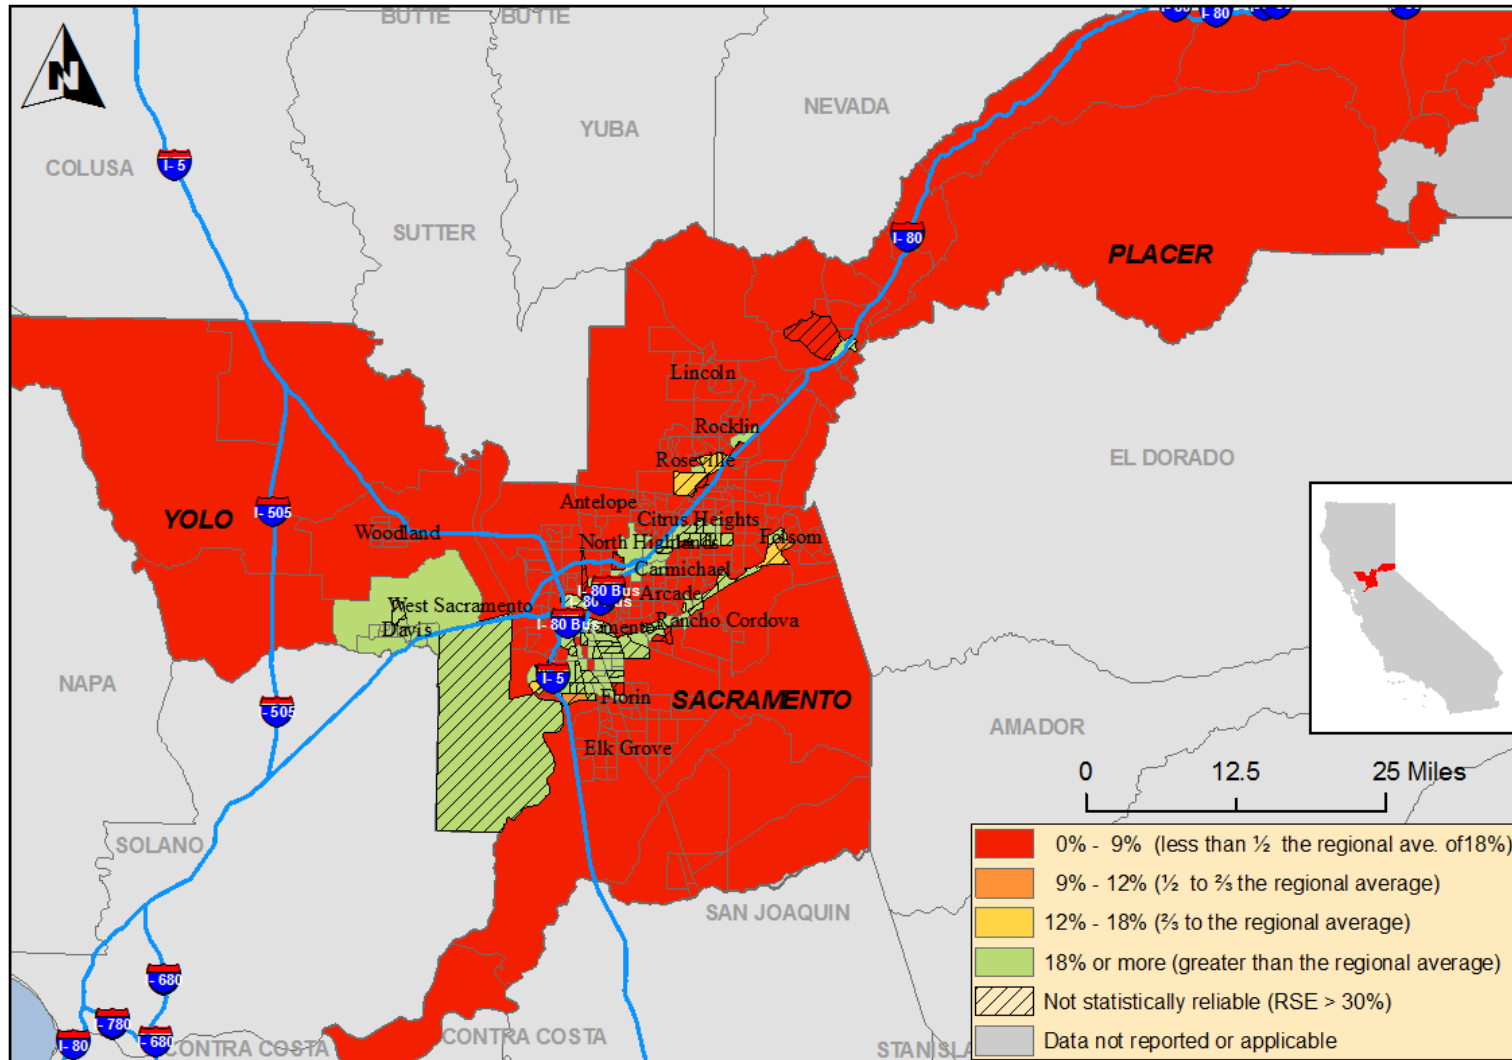 BUTTE
BUTTE
I- 80
I- 80
N
NEVADA
YUBA
COLUSA
I- 5
SUTTER
I- 80
PLACER
Lincoln
Rocklin
Roseville
EL DORADO
Antelope
I- 505
YOLO
Woodland
Citrus Heights
Folsom
North Highlands
Carmichael
I- 80 Bus
Arcade
West Sacramento
I- 80 Bus
Rancho Cordova
Davis
I- 5
NAPA
Florin
SACRAMENTO
I- 505
AMADOR
Elk Grove
0 12.5 25 Miles
SOLANO
0% - 9% (less than ½ the regional ave. of18%)
9% - 12% (½ to ⅔ the regional average)
SAN JOAQUIN
12% - 18% (⅔ to the regional average)
18% or more (greater than the regional average)
I- 680
Not statistically reliable (RSE > 30%)
I- 780
I- 80
I- 680
CONTRA COSTA
CONTRA COSTA
Data not reported or applicable